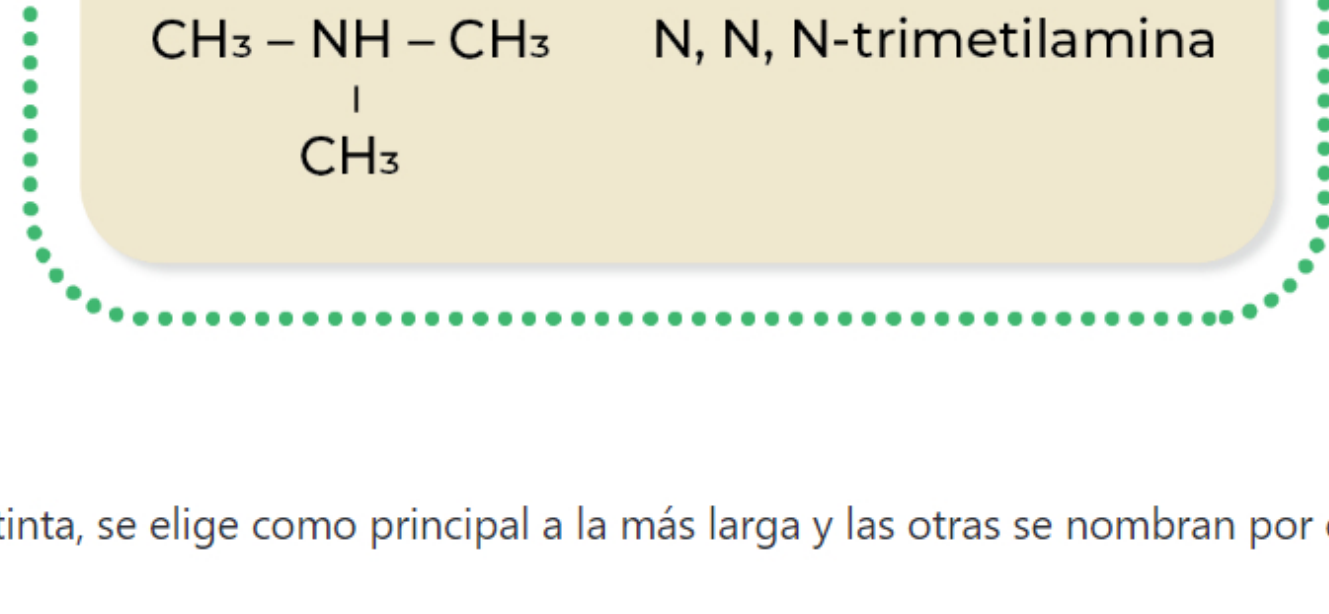 CH₃ – NH – CH₃ N, N, N-trimetilamina
CH₃
tinta, se elige como principal a la más larga y las otras se nombran por